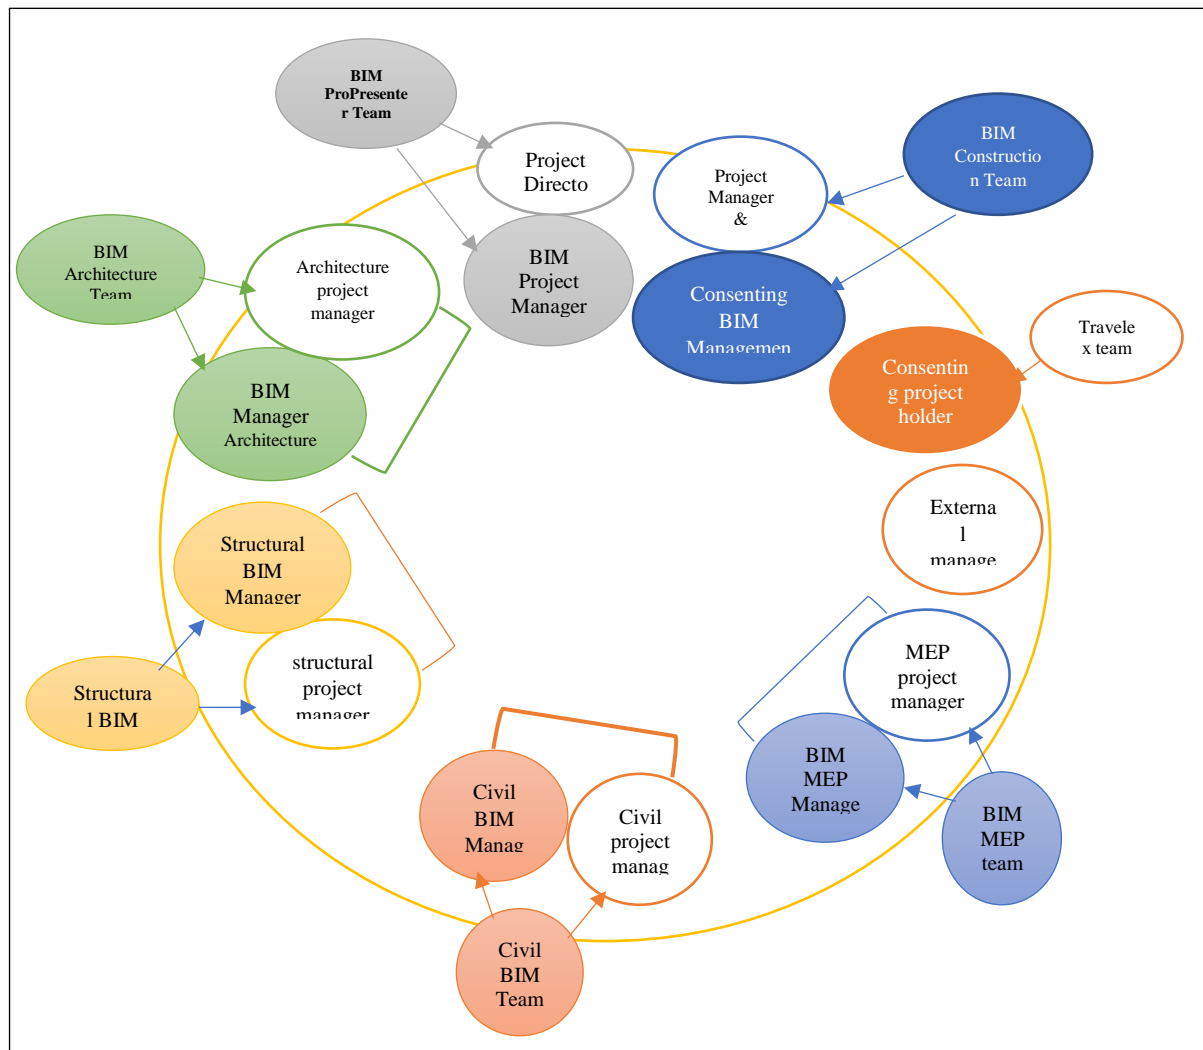 BIM
ProPresente
r Team
Project
Directo
BIM
Project
Manager
Project
Manager
&
BIM
Constructio
n Team
Consenting
BIM
Managemen
BIM
Architecture
Team
Architecture
project
manager
BIM
Manager
Architecture
Travele
x team
Consentin
g project
holder
Externa
l
manage
Structural
BIM
Manager
structural
project
manager
Structura
l BIM
MEP
project
manager
BIM
MEP
Manage
BIM
MEP
team
Civil
BIM
Manag
Civil
project
manag
Civil
BIM
Team